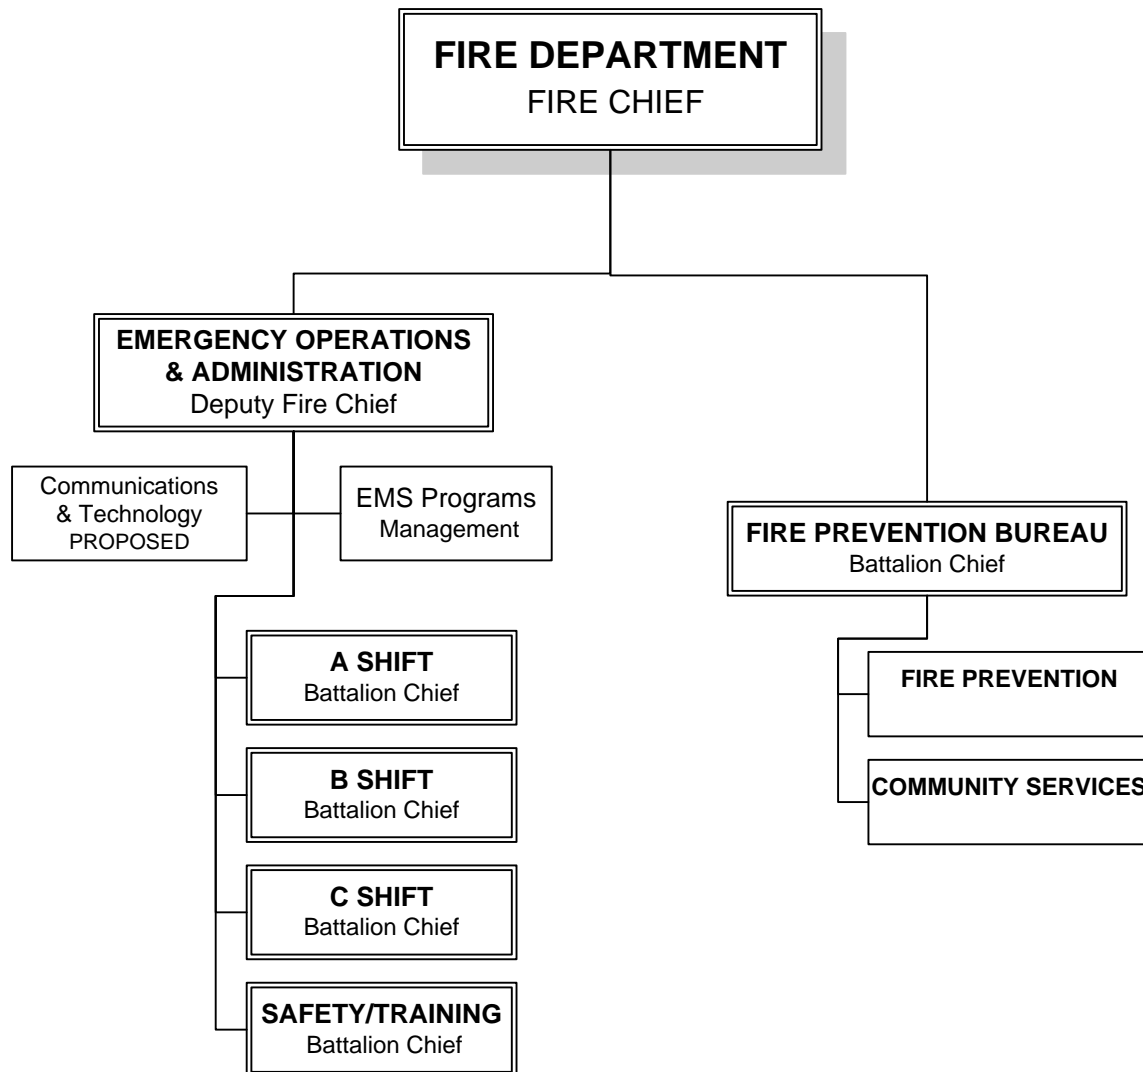 FIRE DEPARTMENT
FIRE CHIEF
EMERGENCY OPERATIONS
& ADMINISTRATION
Deputy Fire Chief
Communications
& Technology
PROPOSED
EMS Programs
Management
A SHIFT
Battalion Chief
B SHIFT
Battalion Chief
C SHIFT
Battalion Chief
SAFETY/TRAINING
Battalion Chief
FIRE PREVENTION BUREAU
Battalion Chief
FIRE PREVENTION
COMMUNITY SERVICES